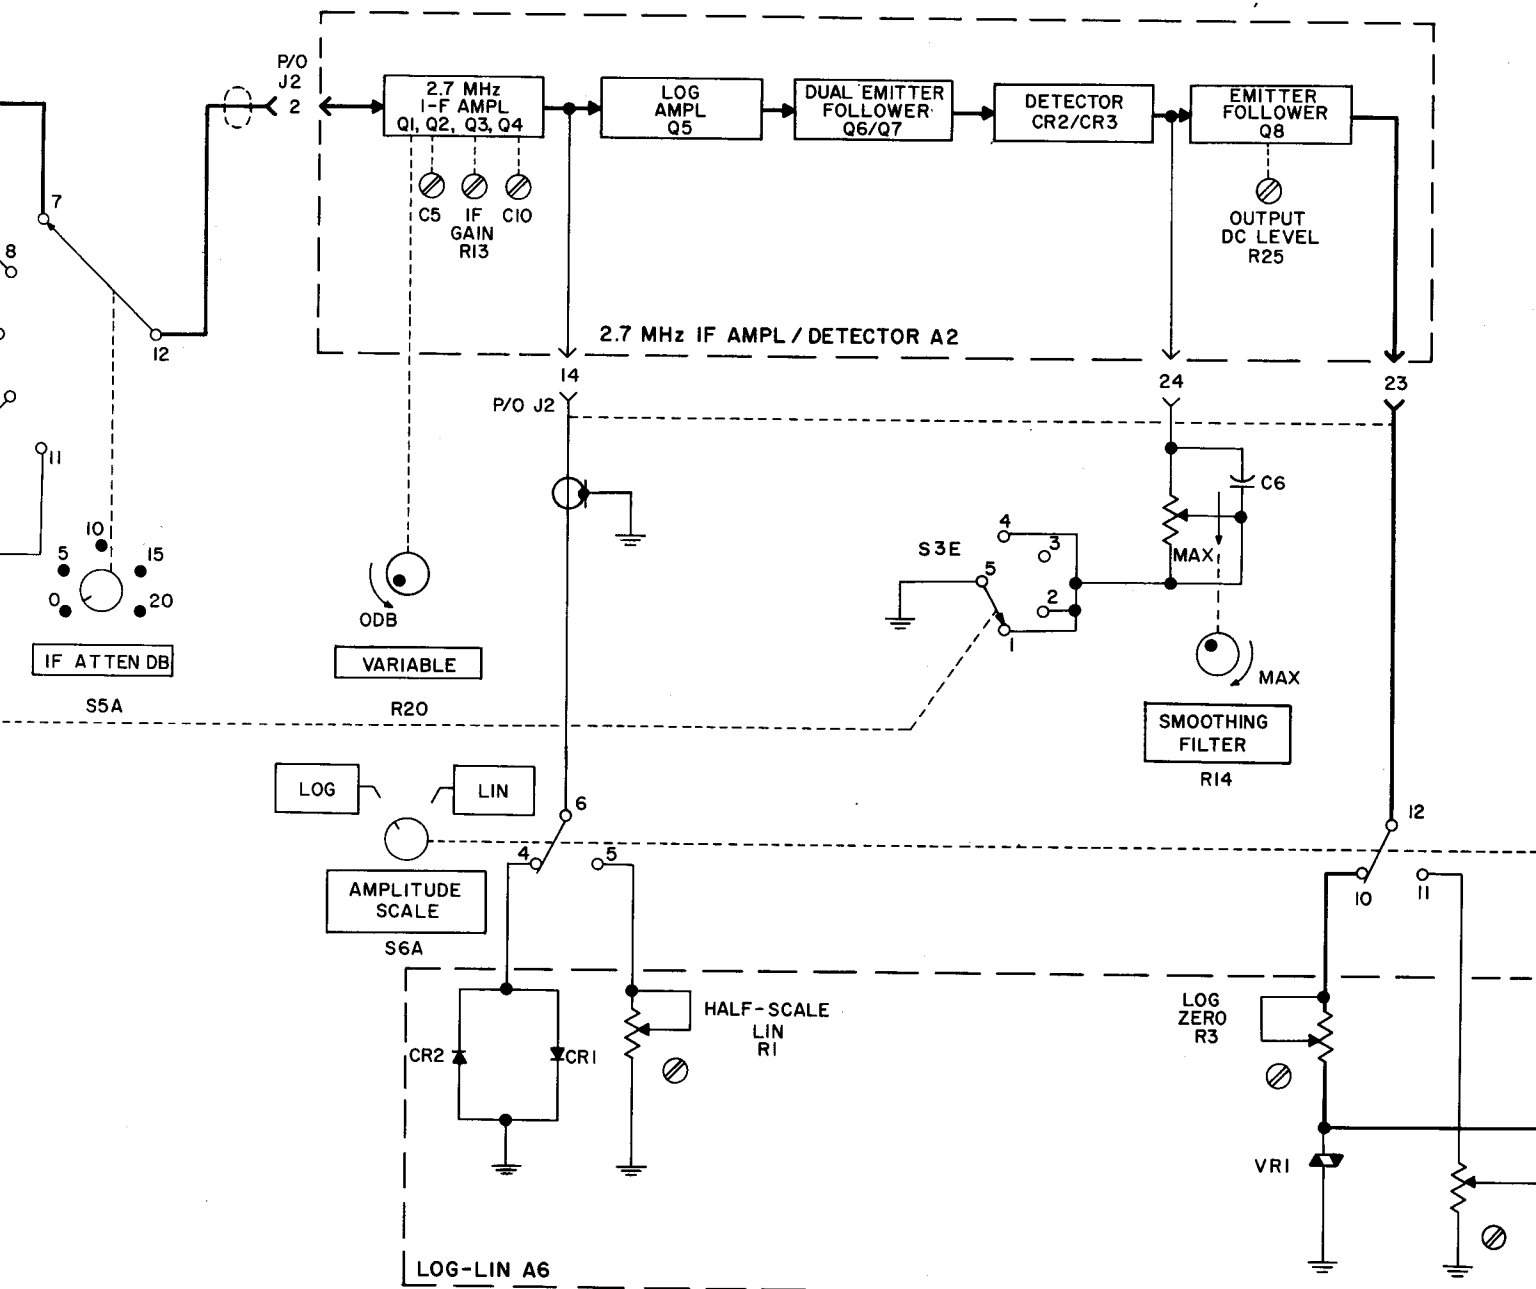 P/O
J2
2
2.7 MHz
I-F AMPL
Q1, Q2, Q3, Q4
LOG
AMPL
Q5
DUAL EMITTER
FOLLOWER
Q6/Q7
DETECTOR
CR2/CR3
EMITTER
FOLLOWER
Q8
7
8
12
11
C5
IF
GAIN
R13
C10
OUTPUT
DC LEVEL
R25
2.7 MHz IF AMPL/DETECTOR A2
14
P/O J2
24
23
C6
MAX
S3E
4
3
5
2
1
10
5
15
0
20
IF ATTEN DB
S5A
ODB
VARIABLE
R20
MAX
SMOOTHING
FILTER
R14
LOG
LIN
AMPLITUDE
SCALE
S6A
6
4
5
12
10
11
CR2
CR1
HALF-SCALE
LIN
R1
LOG
ZERO
R3
VR1
LOG-LIN A6